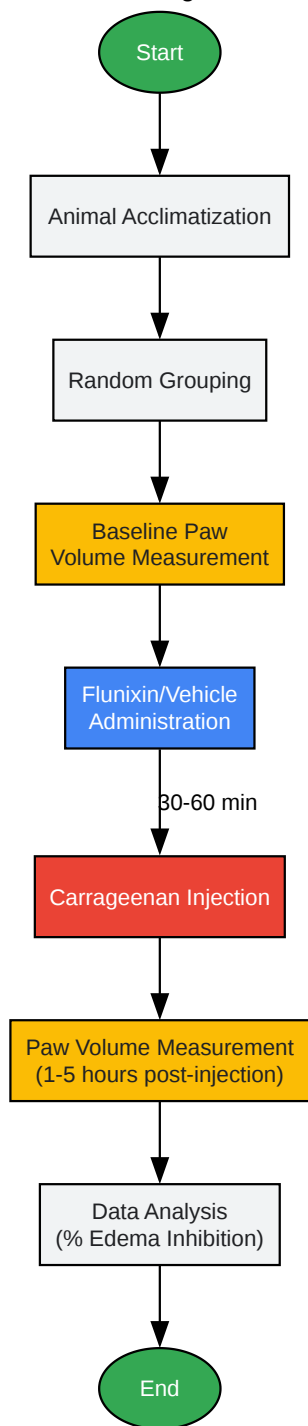 Start
Animal Acclimatization
Random Grouping
Baseline Paw
Volume Measurement
Flunixin/Vehicle
Administration
30-60 min
Carrageenan Injection
Paw Volume Measurement
(1-5 hours post-injection)
Data Analysis
(% Edema Inhibition)
End